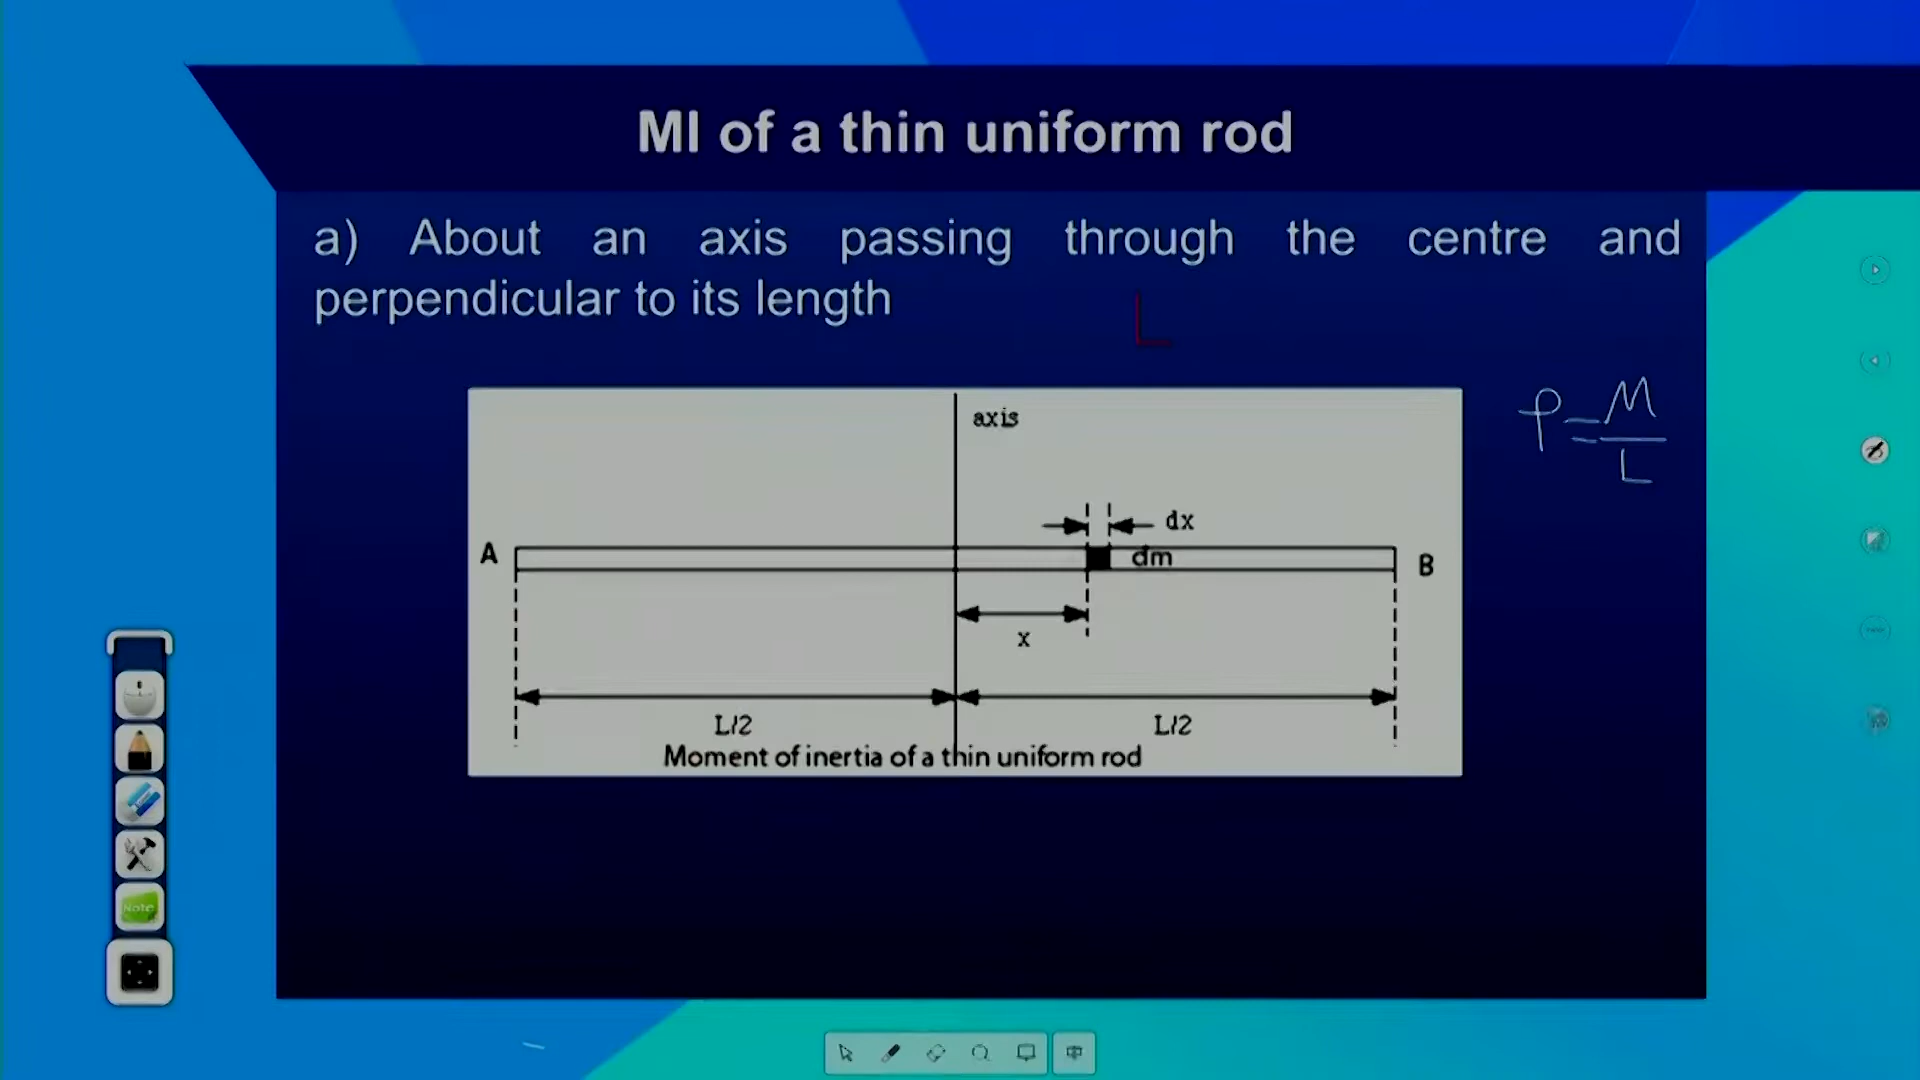 MI of a thin uniform rod
a) About an axis passing through the centre and
perpendicular to its length
L
ρ = M
L
axis
dx
A
dm
B
x
L/2
L/2
Moment of inertia of a thin uniform rod
Note